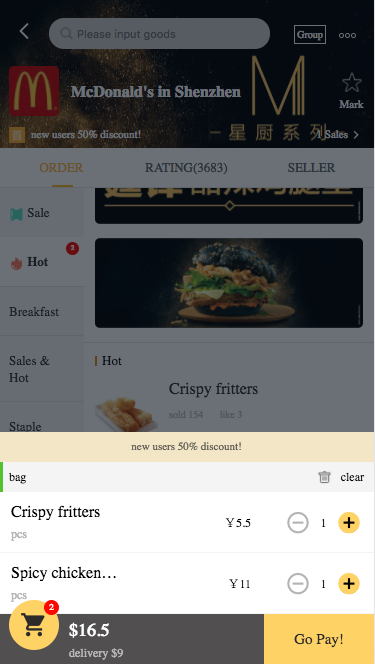 Please input goods
Group
McDonald's in Shenzhen
Mark
new users 50% discount!
一星厨系列
Sales
ORDER
RATING(3683)
SELLER
Sale
Hot
2
Breakfast
Sales &
Hot
Staple
Hot
Crispy fritters
sold 154 like 3
new users 50% discount!
bag
clear
Crispy fritters
pcs
¥5.5
1
Spicy chicken…
pcs
¥11
1
2
$16.5
delivery $9
Go Pay!